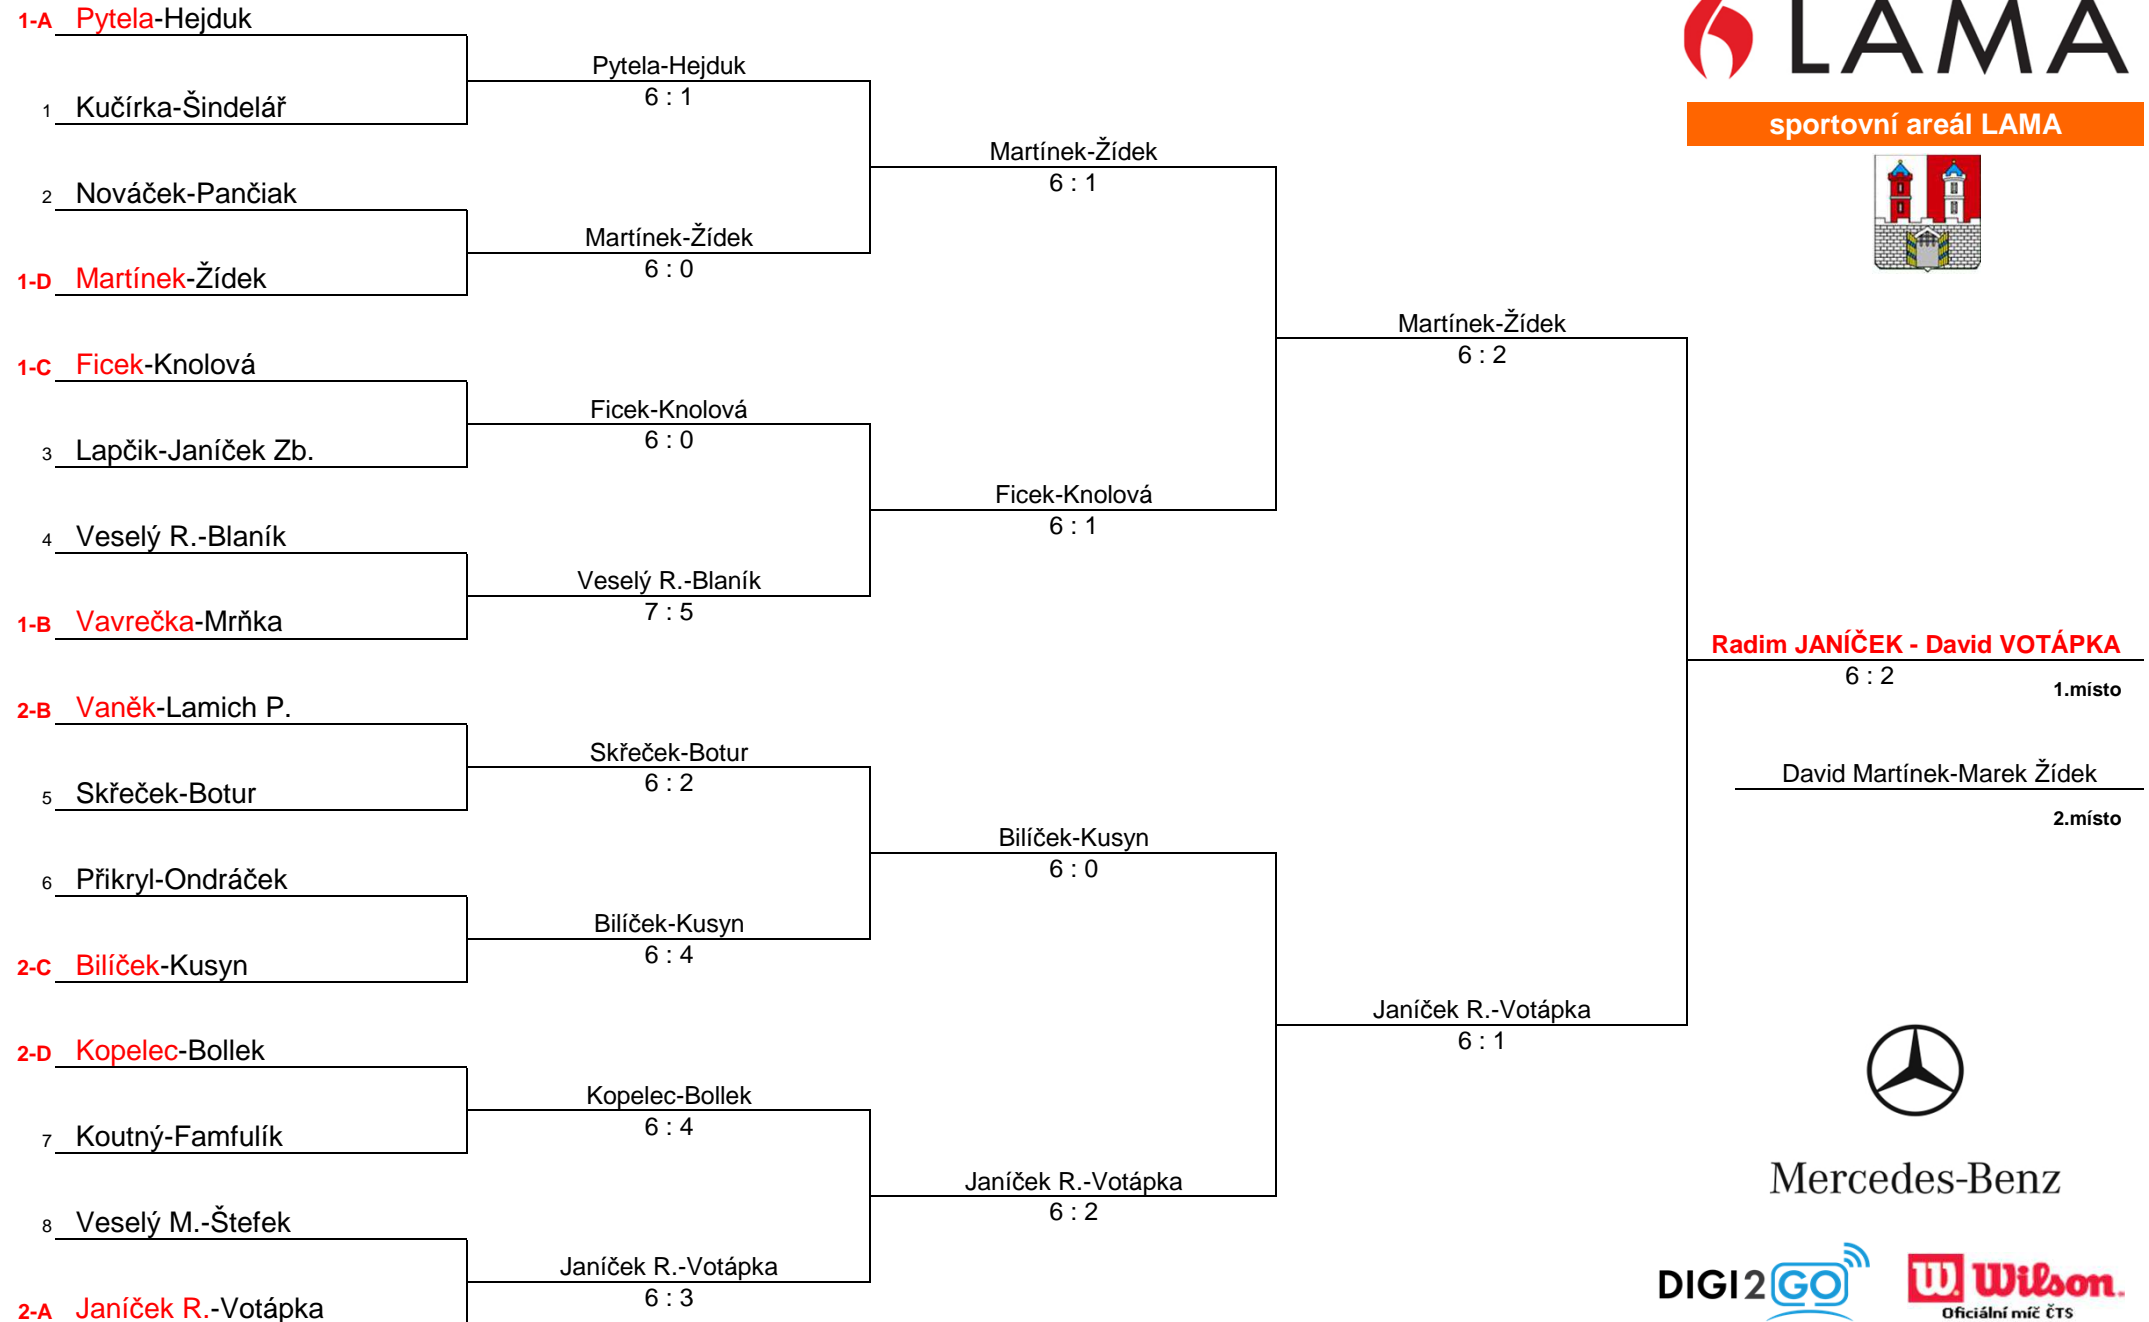 1-A Pytela-Hejduk
1 Kučírka-Šindelář
2 Nováček-Pančiak
1-D Martínek-Žídek
1-C Ficek-Knolová
3 Lapčik-Janíček Zb.
4 Veselý R.-Blaník
1-B Vavrečka-Mrňka
2-B Vaněk-Lamich P.
5 Skřeček-Botur
6 Přikryl-Ondráček
2-C Bilíček-Kusyn
2-D Kopelec-Bollek
7 Koutný-Famfulík
8 Veselý M.-Štefek
2-A Janíček R.-Votápka
Pytela-Hejduk
6 : 1
Martínek-Žídek
6 : 0
Ficek-Knolová
6 : 0
Veselý R.-Blaník
7 : 5
Skřeček-Botur
6 : 2
Bilíček-Kusyn
6 : 4
Kopelec-Bollek
6 : 4
Janíček R.-Votápka
6 : 3
Martínek-Žídek
6 : 1
Ficek-Knolová
6 : 1
Bilíček-Kusyn
6 : 0
Janíček R.-Votápka
6 : 2
Martínek-Žídek
6 : 2
Janíček R.-Votápka
6 : 1
LAMA
sportovní areál LAMA
Radim JANÍČEK - David VOTÁPKA
6 : 2
1.místo
David Martínek-Marek Žídek
2.místo
Mercedes-Benz
DIGI2GO
W. Wilson.
Oficiální míč ČTS